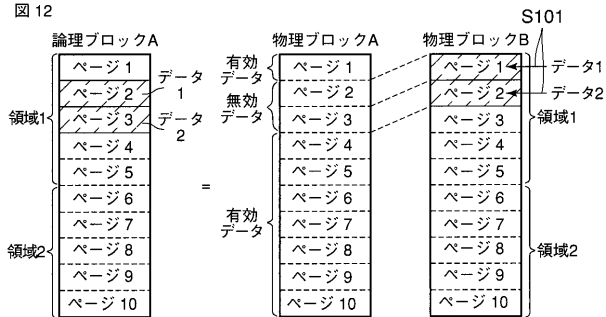 図 12
S101
論理ブロックA
物理ブロックA
物理ブロックB
ページ 1
ページ 2
ページ 3
ページ 4
ページ 5
ページ 6
ページ 7
ページ 8
ページ 9
ページ 10
データ
1
データ
2
領域1
領域2
=
有効
データ
無効
データ
有効
データ
ページ 1
ページ 2
ページ 3
ページ 4
ページ 5
ページ 6
ページ 7
ページ 8
ページ 9
ページ 10
ページ 1
ページ 2
ページ 3
ページ 4
ページ 5
ページ 6
ページ 7
ページ 8
ページ 9
ページ 10
データ1
データ2
領域1
領域2